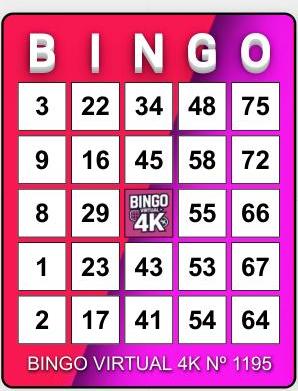 B I N G O
3 22 34 48 75
9 16 45 58 72
8 29 BINGO VIRTUAL 4K 55 66
1 23 43 53 67
2 17 41 54 64
BINGO VIRTUAL 4K Nº 1195